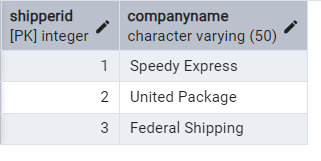 shipperid companyname
[PK] integer character varying (50)
1 Speedy Express
2 United Package
3 Federal Shipping